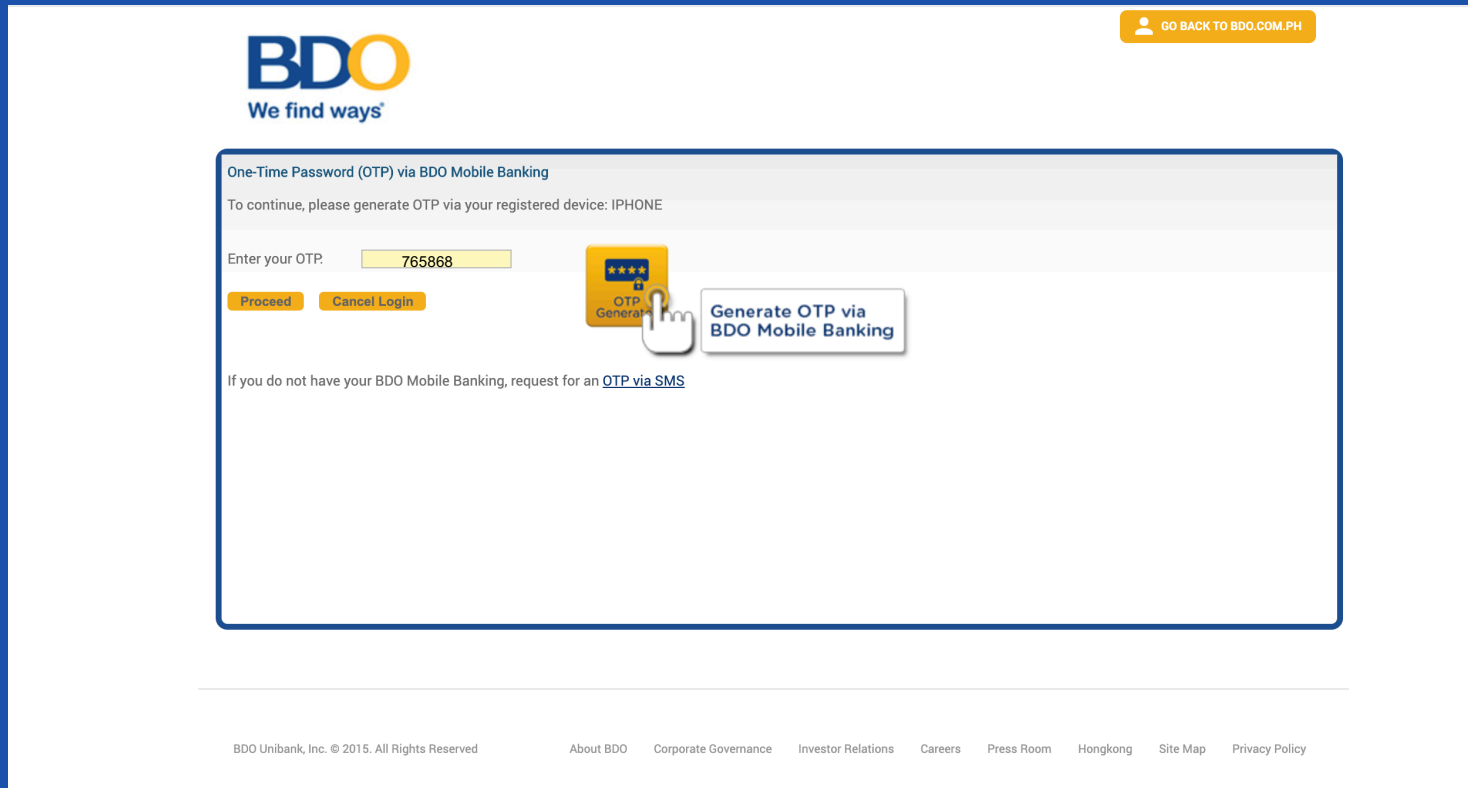 GO BACK TO BDO.COM.PH
BDO
We find ways®
One-Time Password (OTP) via BDO Mobile Banking
To continue, please generate OTP via your registered device: IPHONE
Enter your OTP: 765868
****
OTP
Generat
Generate OTP via
BDO Mobile Banking
Proceed Cancel Login
If you do not have your BDO Mobile Banking, request for an OTP via SMS
BDO Unibank, Inc. © 2015. All Rights Reserved About BDO Corporate Governance Investor Relations Careers Press Room Hongkong Site Map Privacy Policy